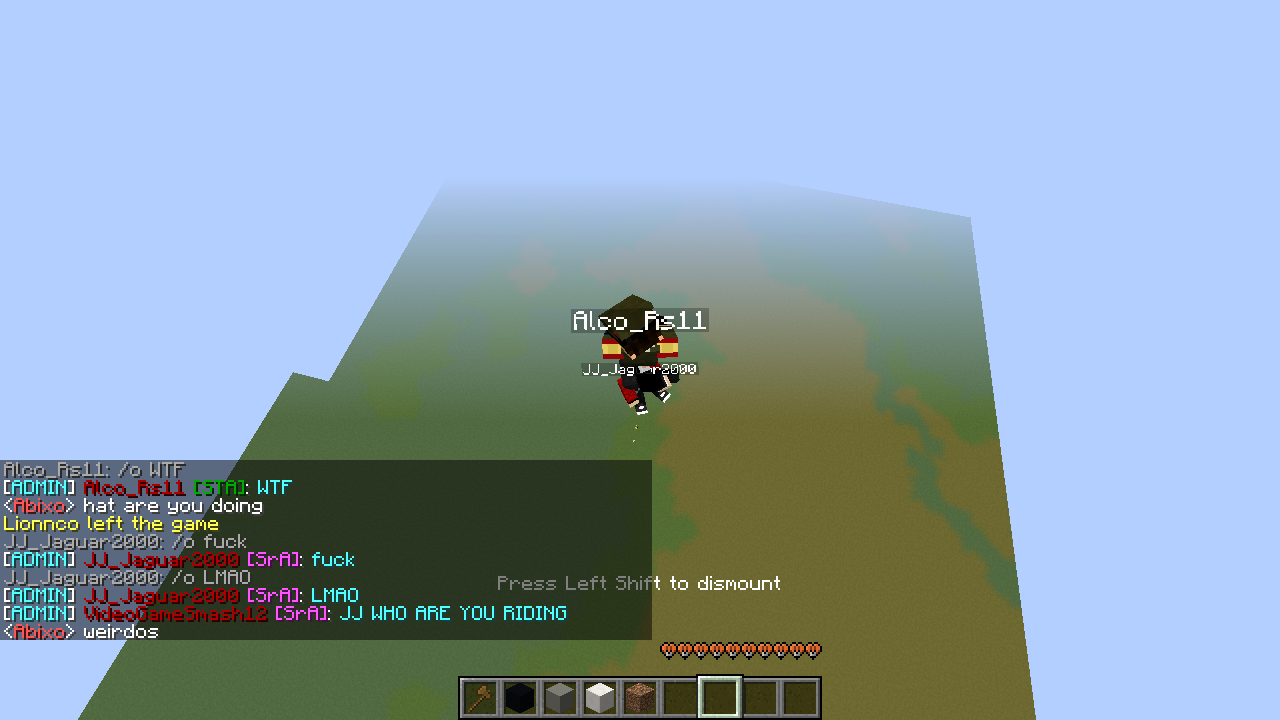 Alco_Rs11
JJ_Jaguar2000
Alco_Rs11: /o WTF
[ADMIN] Alco_Rs11 [STA]: WTF
<Abixo> hat are you doing
Lionnco left the game
JJ_Jaguar2000: /o fuck
[ADMIN] JJ_Jaguar2000 [SrA]: fuck
JJ_Jaguar2000: /o LMAO
[ADMIN] JJ_Jaguar2000 [SrA]: LMAO
[ADMIN] VideoGameSmash12 [SrA]: JJ WHO ARE YOU RIDING
<Abixo> weirdos
Press Left Shift to dismount